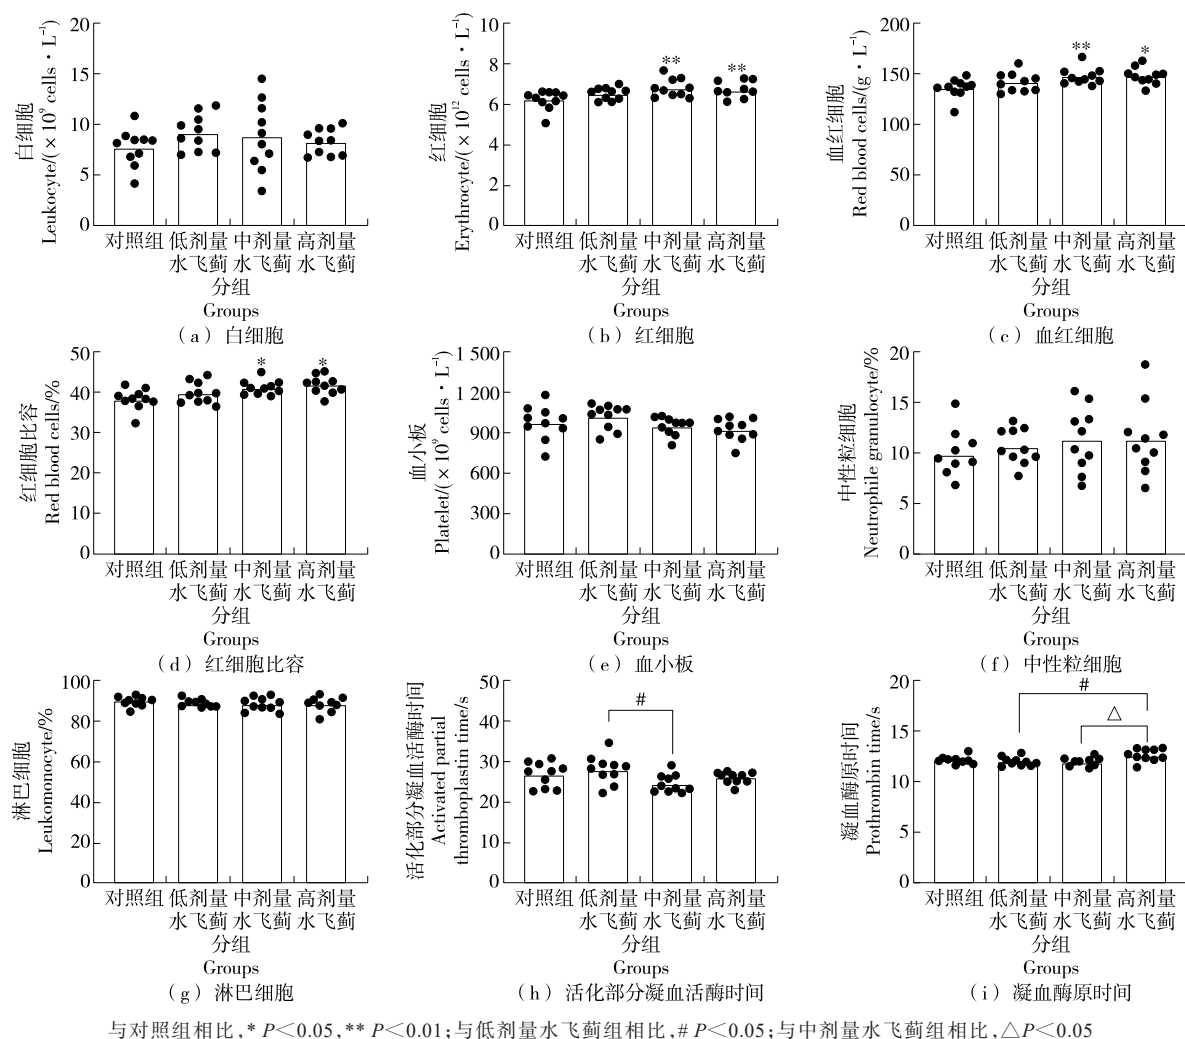 20
15
10
5
0
白细胞
Leukocyte/(×10⁹ cells·L⁻¹)
对照组 低剂量 中剂量 高剂量
水飞蓟 水飞蓟 水飞蓟
分组
Groups
(a) 白细胞
10
8
6
4
2
0
红细胞
Erythrocyte/(×10¹² cells·L⁻¹)
** **
对照组 低剂量 中剂量 高剂量
水飞蓟 水飞蓟 水飞蓟
分组
Groups
(b) 红细胞
200
150
100
50
0
血红细胞
Red blood cells/(g·L⁻¹)
** *
对照组 低剂量 中剂量 高剂量
水飞蓟 水飞蓟 水飞蓟
分组
Groups
(c) 血红细胞
50
40
30
20
10
0
红细胞比容
Red blood cells/%
* *
对照组 低剂量 中剂量 高剂量
水飞蓟 水飞蓟 水飞蓟
分组
Groups
(d) 红细胞比容
1 500
1 200
900
600
300
0
血小板
Platelet/(×10⁹ cells·L⁻¹)
对照组 低剂量 中剂量 高剂量
水飞蓟 水飞蓟 水飞蓟
分组
Groups
(e) 血小板
20
15
10
5
0
中性粒细胞
Neutrophile granulocyte/%
对照组 低剂量 中剂量 高剂量
水飞蓟 水飞蓟 水飞蓟
分组
Groups
(f) 中性粒细胞
100
80
60
40
20
0
淋巴细胞
Leukomonocyte/%
对照组 低剂量 中剂量 高剂量
水飞蓟 水飞蓟 水飞蓟
分组
Groups
(g) 淋巴细胞
50
40
30
20
10
0
活化部分凝血活酶时间
Activated partial
thromboplastin time/s
#
对照组 低剂量 中剂量 高剂量
水飞蓟 水飞蓟 水飞蓟
分组
Groups
(h) 活化部分凝血活酶时间
20
15
10
5
0
凝血酶原时间
Prothrombin time/s
#
△
对照组 低剂量 中剂量 高剂量
水飞蓟 水飞蓟 水飞蓟
分组
Groups
(i) 凝血酶原时间
与对照组相比,* P<0.05,** P<0.01;与低剂量水飞蓟组相比,# P<0.05;与中剂量水飞蓟组相比,△P<0.05